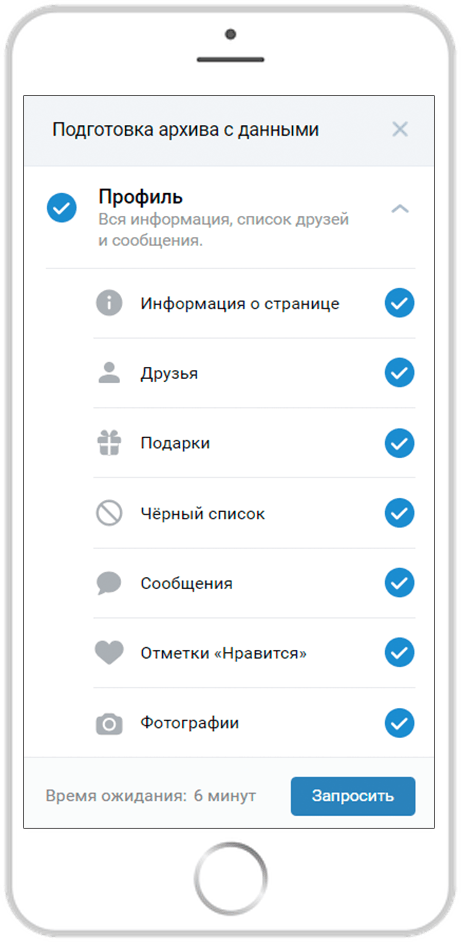 Подготовка архива с данными
Профиль
Вся информация, список друзей
и сообщения.
Информация о странице
Друзья
Подарки
Чёрный список
Сообщения
Отметки «Нравится»
Фотографии
Время ожидания: 6 минут
Запросить